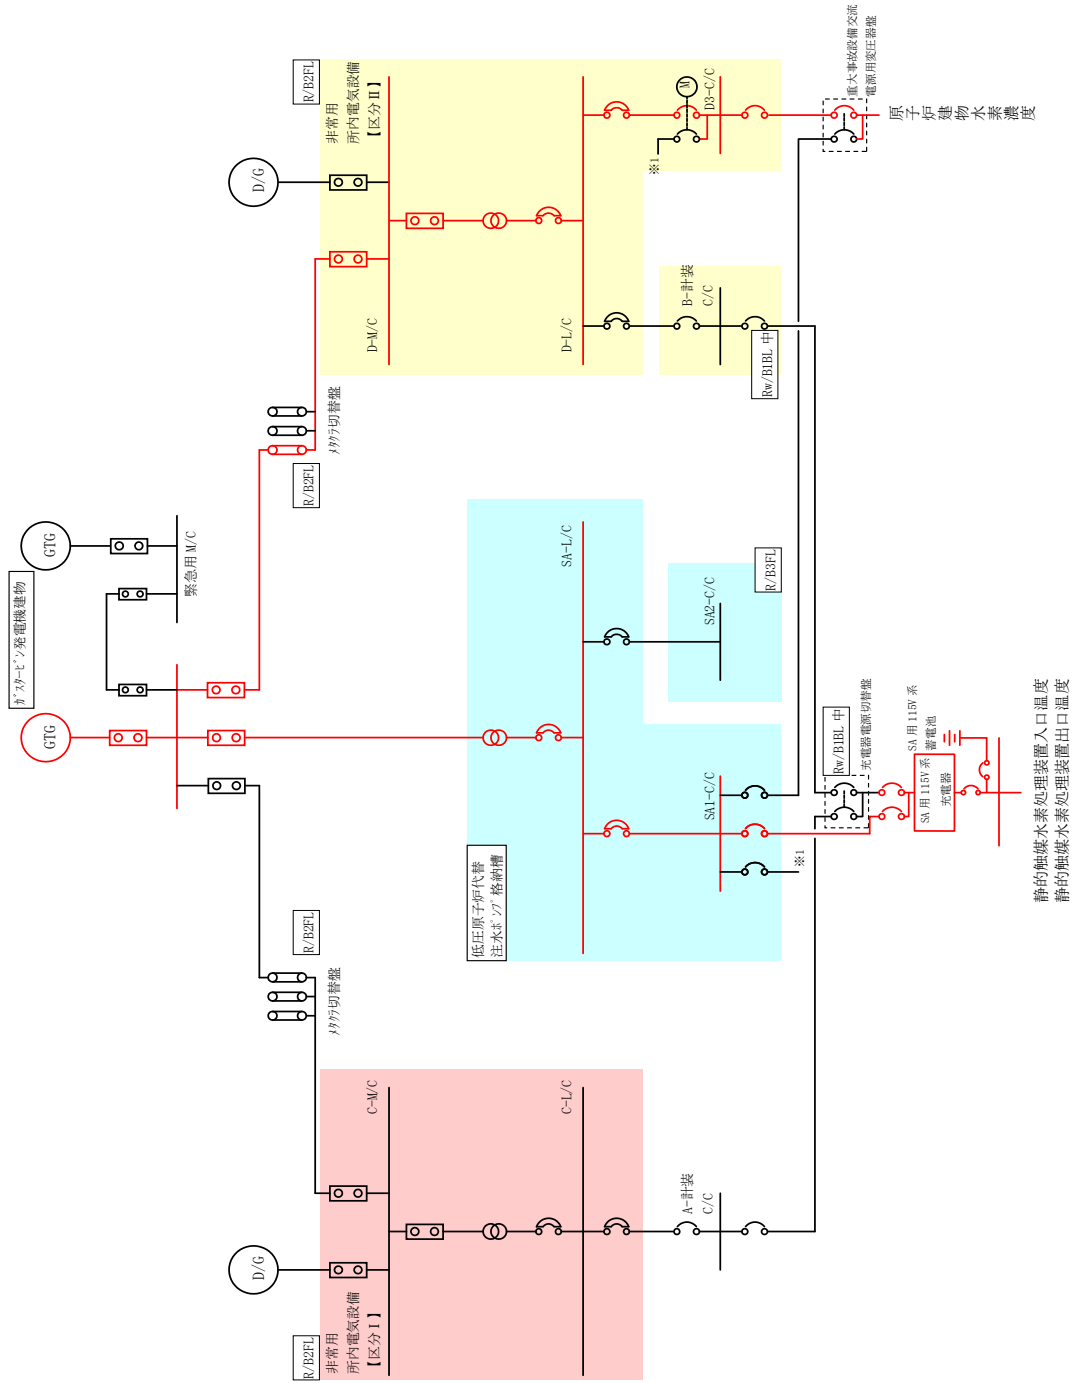 ガスタービン発電機建物
GTG
GTG
緊急用 M/C
R/B2FL
メタクラ切替盤
R/B2FL
メタクラ切替盤
D/G
R/B2FL
非常用
所内電気設備
【区分Ⅰ】
C-M/C
C-L/C
A-計装
C/C
低圧原子炉代替
注水ポンプ格納槽
SA-L/C
SA1-C/C
※1
SA2-C/C
R/B3FL
D/G
R/B2FL
非常用
所内電気設備
【区分Ⅱ】
D-M/C
D-L/C
B-計装
C/C
Rw/B1BL 中
※1
M
D3-C/C
重大事故設備交流
電源用変圧器盤
原子炉建物水素濃度
Rw/B1BL 中
充電器電源切替盤
SA 用 115V 系
充電器
SA 用 115V 系
蓄電池
静的触媒水素処理装置入口温度
静的触媒水素処理装置出口温度